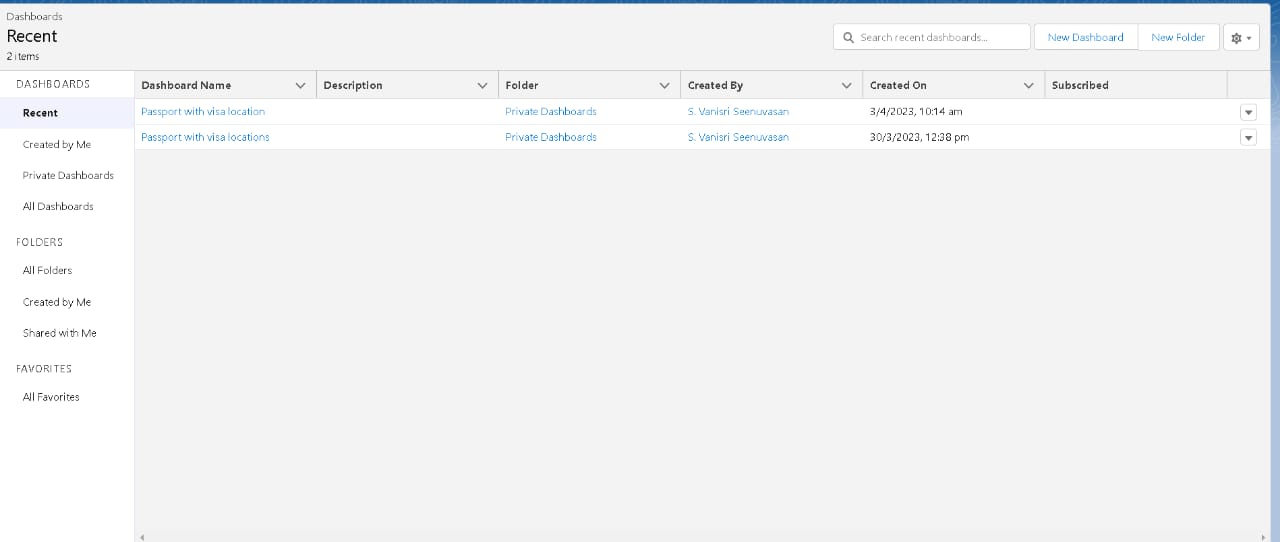 Dashboards
Recent
2 items
Search recent dashboards...
New Dashboard
New Folder
DASHBOARDS
Recent
Created by Me
Private Dashboards
All Dashboards
FOLDERS
All Folders
Created by Me
Shared with Me
FAVORITES
All Favorites
Dashboard Name Description Folder Created By Created On Subscribed
Passport with visa location Private Dashboards S. Vanisri Seenuvasan 3/4/2023, 10:14 am
Passport with visa locations Private Dashboards S. Vanisri Seenuvasan 30/3/2023, 12:38 pm